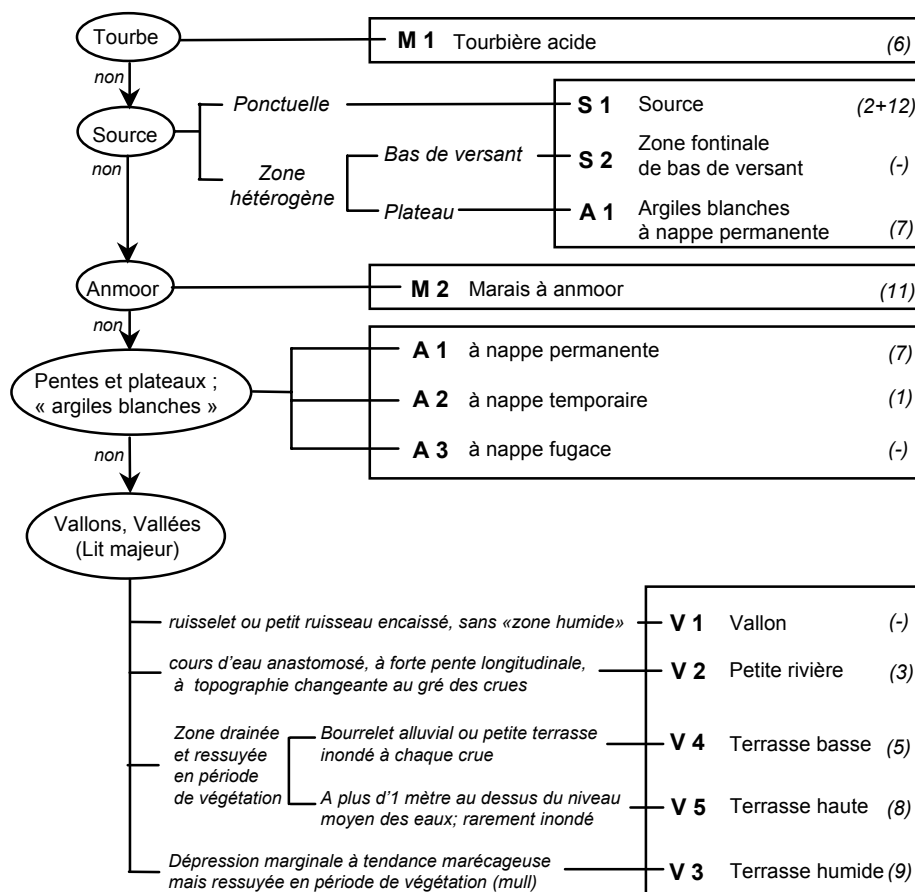 Tourbe
M 1 Tourbière acide (6)
non
Source
Ponctuelle
S 1 Source (2+12)
non
Zone
hétérogène
Bas de versant
S 2 Zone fontinale
de bas de versant (-)
Plateau
A 1 Argiles blanches
à nappe permanente (7)
Anmoor
M 2 Marais à anmoor (11)
non
Pentes et plateaux ;
« argiles blanches »
A 1 à nappe permanente (7)
A 2 à nappe temporaire (1)
A 3 à nappe fugace (-)
non
Vallons, Vallées
(Lit majeur)
ruisselet ou petit ruisseau encaissé, sans «zone humide»
V 1 Vallon (-)
cours d'eau anastomosé, à forte pente longitudinale,
à topographie changeante au gré des crues
V 2 Petite rivière (3)
Zone drainée
et ressuyée
en période
de végétation
Bourrelet alluvial ou petite terrasse
inondé à chaque crue
V 4 Terrasse basse (5)
A plus d'1 mètre au dessus du niveau
moyen des eaux; rarement inondé
V 5 Terrasse haute (8)
Dépression marginale à tendance marécageuse
mais ressuyée en période de végétation (mull)
V 3 Terrasse humide (9)